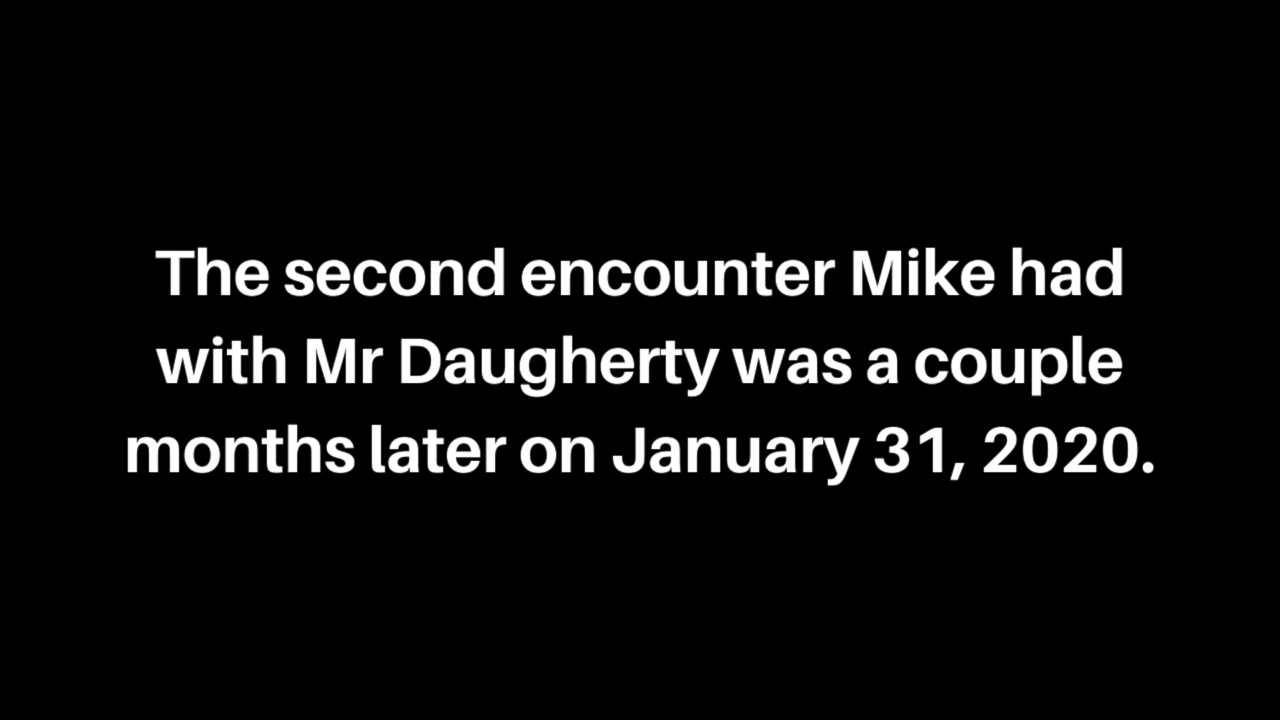 The second encounter Mike had
with Mr Daugherty was a couple
months later on January 31, 2020.